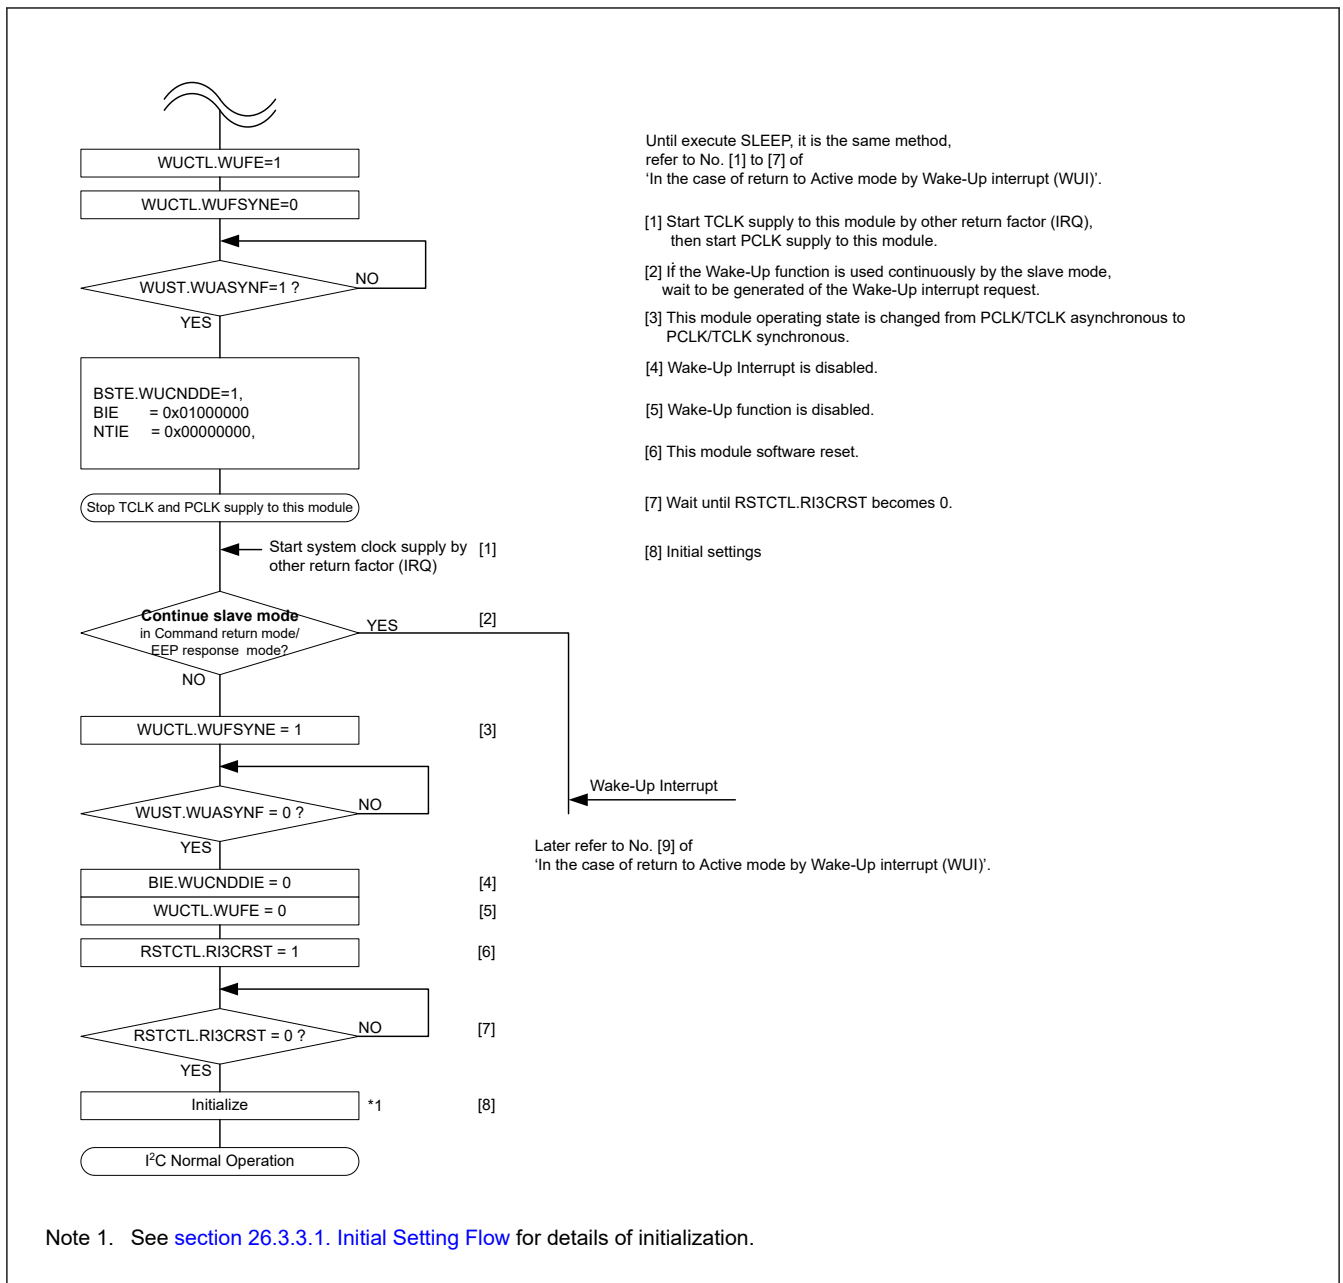 WUCTL.WUFE=1
WUCTL.WUFSYNE=0
WUST.WUASYNF=1 ?
NO
YES
BSTE.WUCNDDE=1,
BIE = 0x01000000
NTIE = 0x00000000,
Stop TCLK and PCLK supply to this module
Start system clock supply by [1]
other return factor (IRQ)
Continue slave mode
in Command return mode/
EEP response mode?
YES
[2]
NO
WUCTL.WUFSYNE = 1
[3]
WUST.WUASYNF = 0 ?
NO
YES
Wake-Up Interrupt
Later refer to No. [9] of
‘In the case of return to Active mode by Wake-Up interrupt (WUI)’.
BIE.WUCNDDIE = 0
[4]
WUCTL.WUFE = 0
[5]
RSTCTL.RI3CRST = 1
[6]
RSTCTL.RI3CRST = 0 ?
NO
[7]
YES
Initialize
*1
[8]
I²C Normal Operation
Until execute SLEEP, it is the same method,
refer to No. [1] to [7] of
‘In the case of return to Active mode by Wake-Up interrupt (WUI)’.
[1] Start TCLK supply to this module by other return factor (IRQ),
then start PCLK supply to this module.
[2] If the Wake-Up function is used continuously by the slave mode,
wait to be generated of the Wake-Up interrupt request.
[3] This module operating state is changed from PCLK/TCLK asynchronous to
PCLK/TCLK synchronous.
[4] Wake-Up Interrupt is disabled.
[5] Wake-Up function is disabled.
[6] This module software reset.
[7] Wait until RSTCTL.RI3CRST becomes 0.
[8] Initial settings
Note 1. See section 26.3.3.1. Initial Setting Flow for details of initialization.